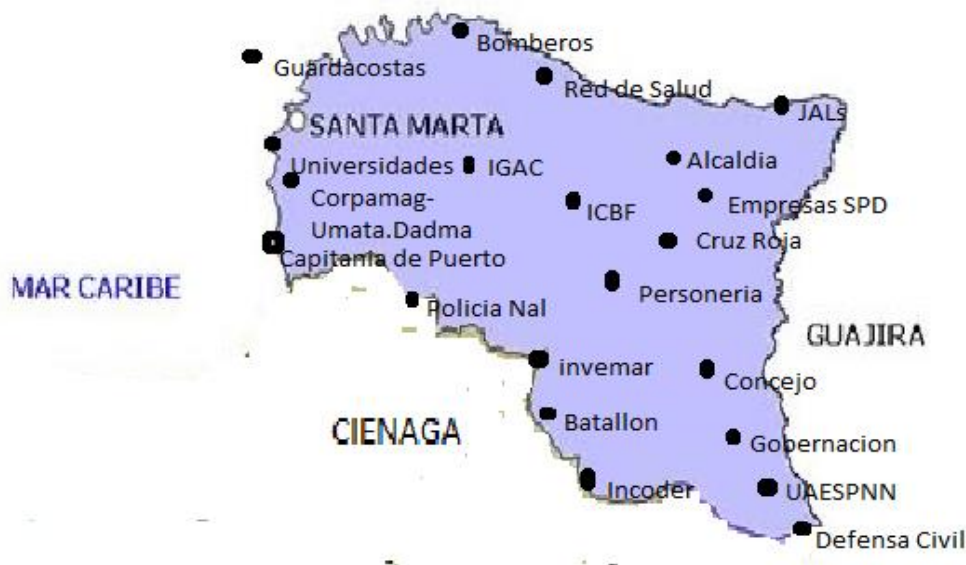 Bomberos
Guardacostas
Red de Salud
JALs
SANTA MARTA
Universidades
IGAC
Alcaldia
Corpamag-
Umata.Dadma
ICBF
Empresas SPD
Capitania de Puerto
Cruz Roja
MAR CARIBE
Policia Nal
Personeria
GUAJIRA
invemar
Concejo
CIENAGA
Batallon
Gobernacion
Incoder
UAESPNN
Defensa Civil